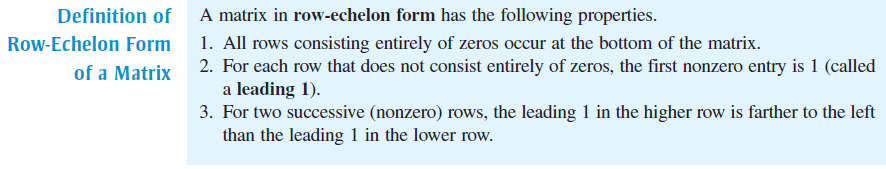 Definition of
Row-Echelon Form
of a Matrix
A matrix in row-echelon form has the following properties.
1. All rows consisting entirely of zeros occur at the bottom of the matrix.
2. For each row that does not consist entirely of zeros, the first nonzero entry is 1 (called
a leading 1).
3. For two successive (nonzero) rows, the leading 1 in the higher row is farther to the left
than the leading 1 in the lower row.